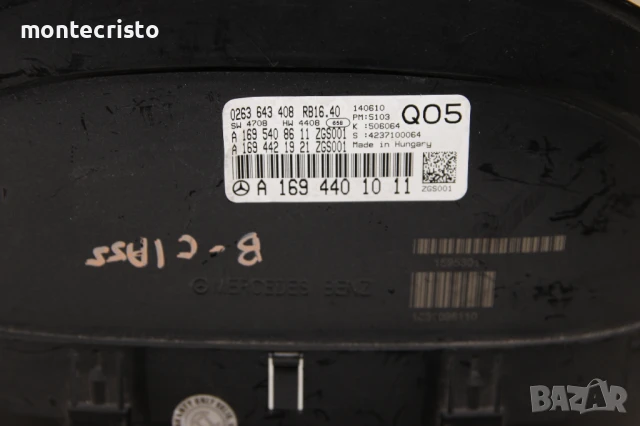 montecristo
0263 643 408 RB16.40
SW 4708 HW 4408 656
A 169 540 86 11 ZGS001
A 169 442 19 21 ZGS001
140610
PM:5103
K :506064
S :4237100064
Made in Hungary
Q05
A 169 440 10 11
ZGS001
B-CLASS
MERCEDES BENZ
BAZAR